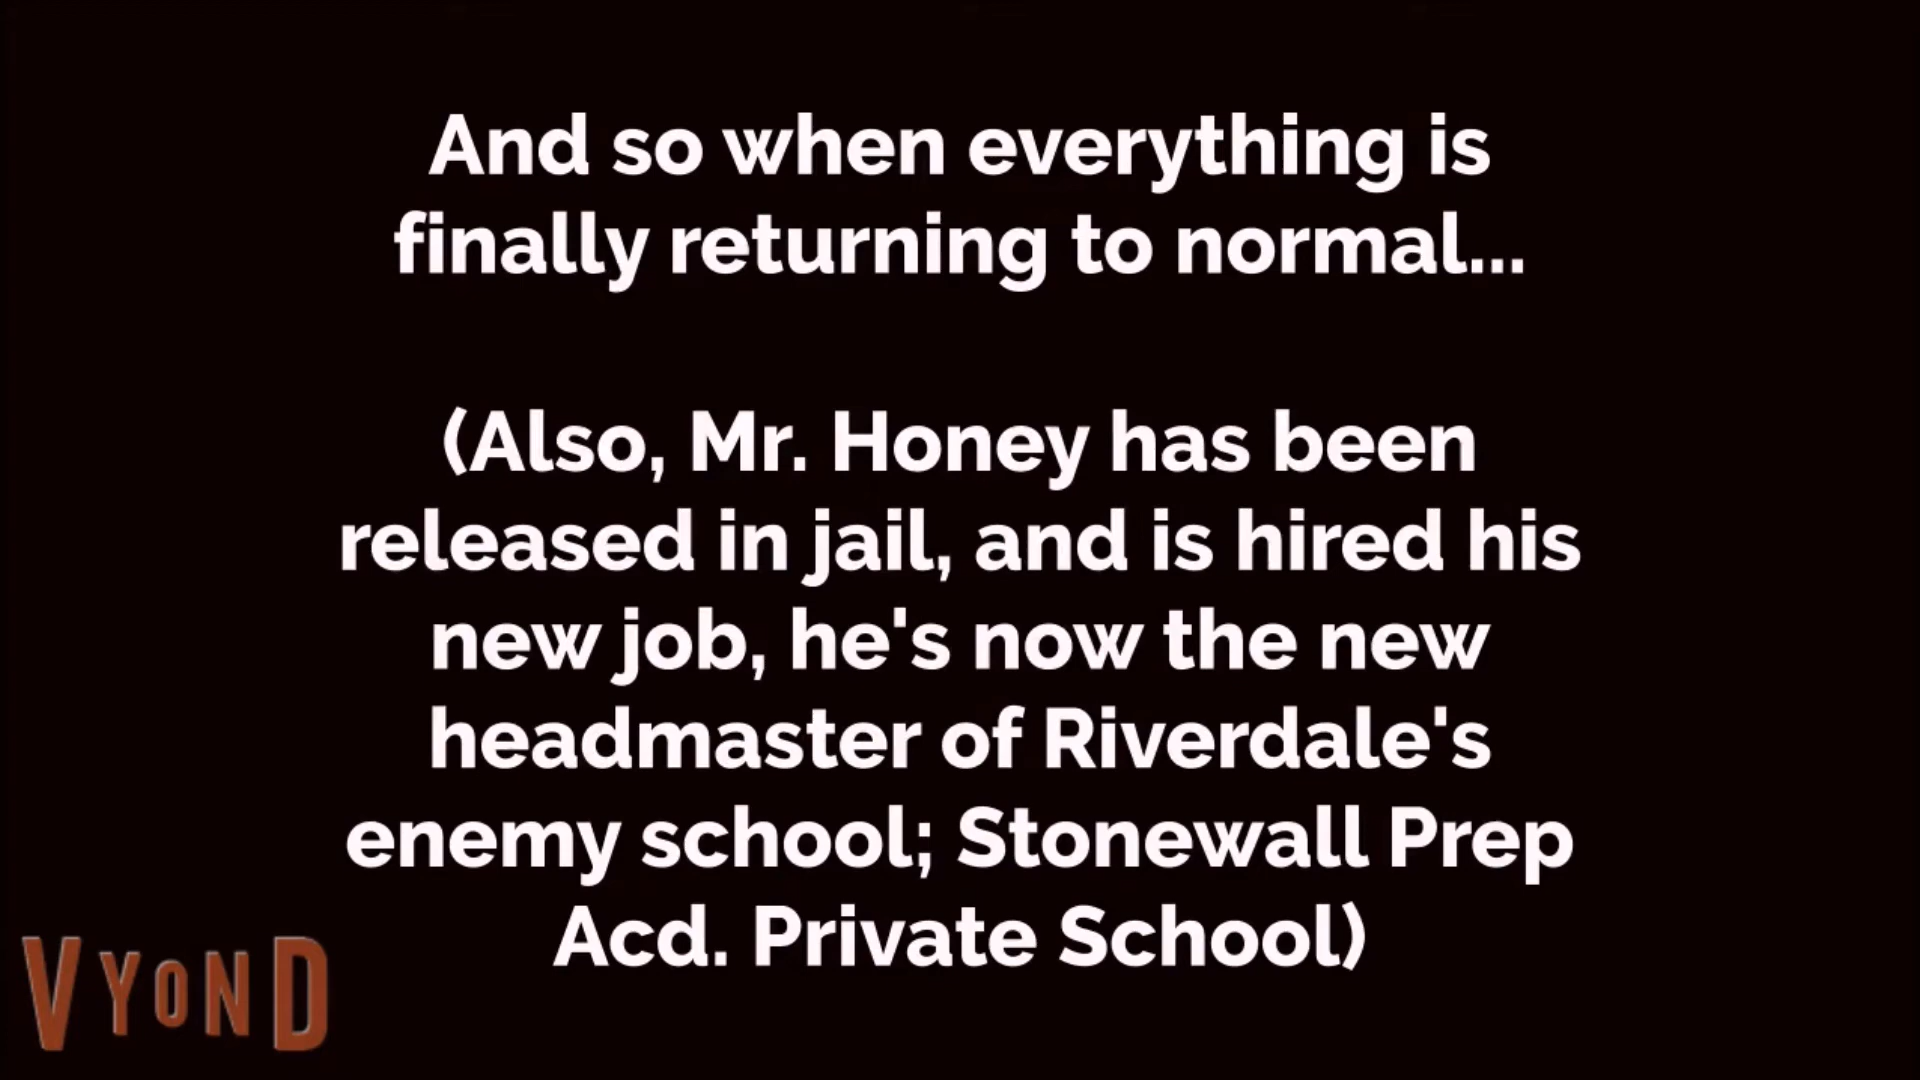 And so when everything is
finally returning to normal...
(Also, Mr. Honey has been
released in jail, and is hired his
new job, he's now the new
headmaster of Riverdale's
enemy school; Stonewall Prep
Acd. Private School)
VYOND